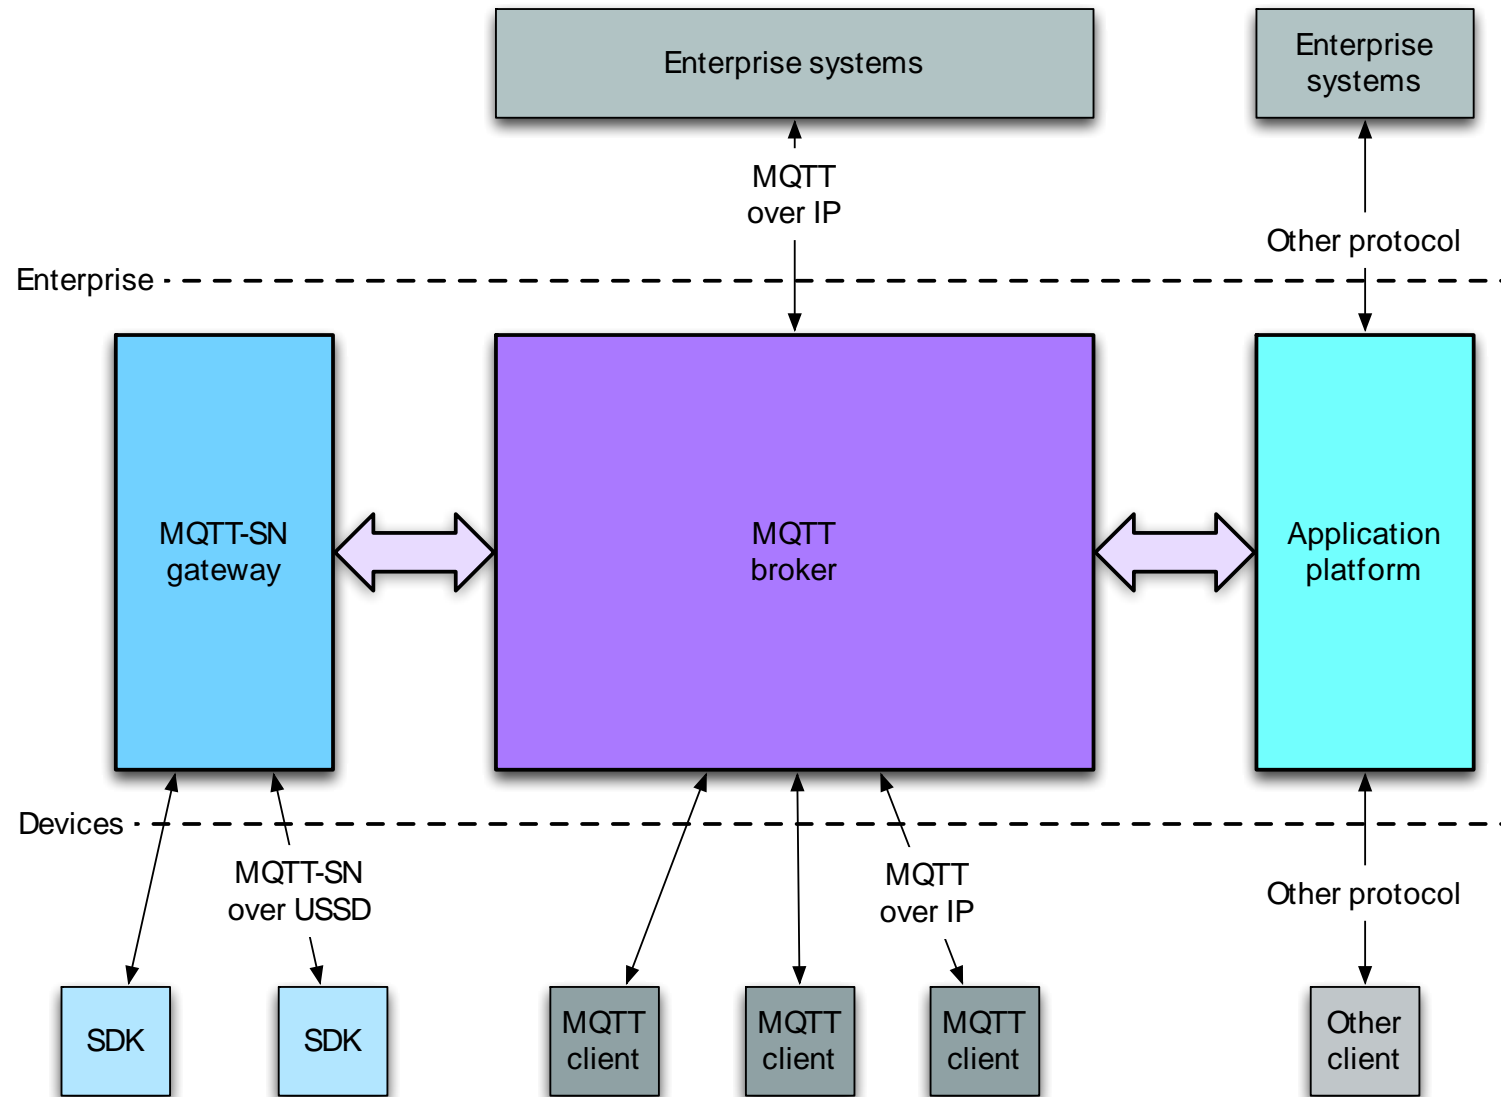 Enterprise systems
Enterprise
systems
MQTT
over IP
Other protocol
Enterprise
MQTT-SN
gateway
MQTT
broker
Application
platform
Devices
MQTT-SN
over USSD
MQTT
over IP
Other protocol
SDK
SDK
MQTT
client
MQTT
client
MQTT
client
Other
client